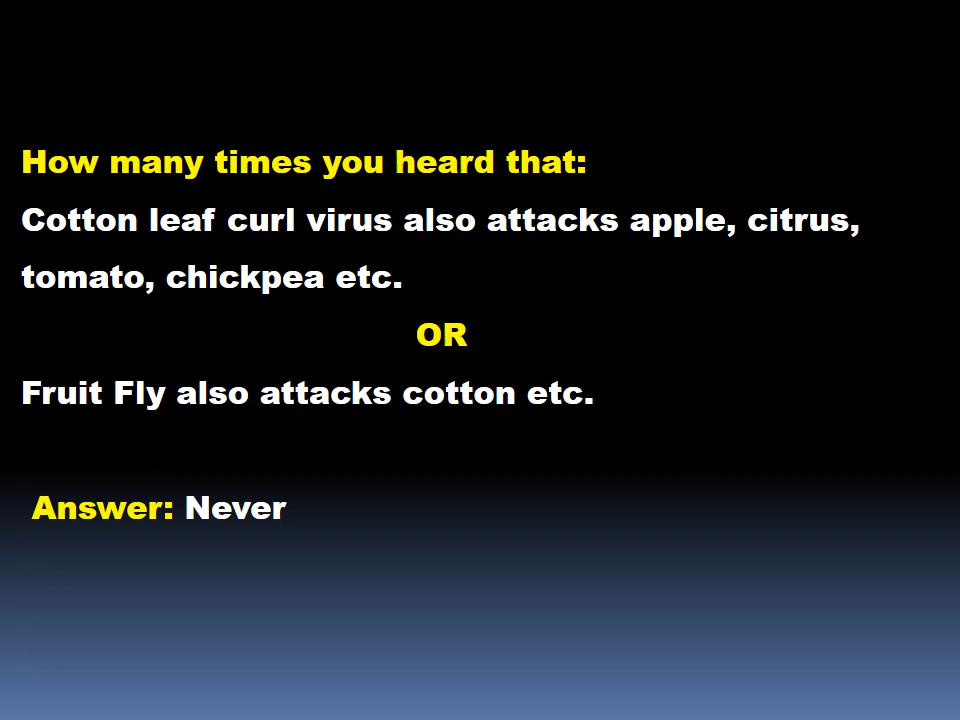 How many times you heard that:
Cotton leaf curl virus also attacks apple, citrus,
tomato, chickpea etc.
OR
Fruit Fly also attacks cotton etc.
Answer: Never